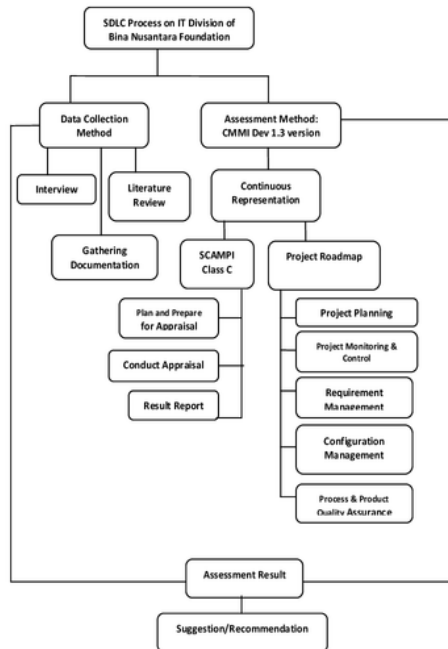 SDLC Process on IT Division of
Bina Nusantara Foundation
Data Collection
Method
Assessment Method:
CMMI Dev 1.3 version
Interview
Literature
Review
Gathering
Documentation
Continuous
Representation
SCAMPI
Class C
Project Roadmap
Plan and Prepare
for Appraisal
Conduct Appraisal
Result Report
Project Planning
Project Monitoring &
Control
Requirement
Management
Configuration
Management
Process & Product
Quality Assurance
Assessment Result
Suggestion/Recommendation